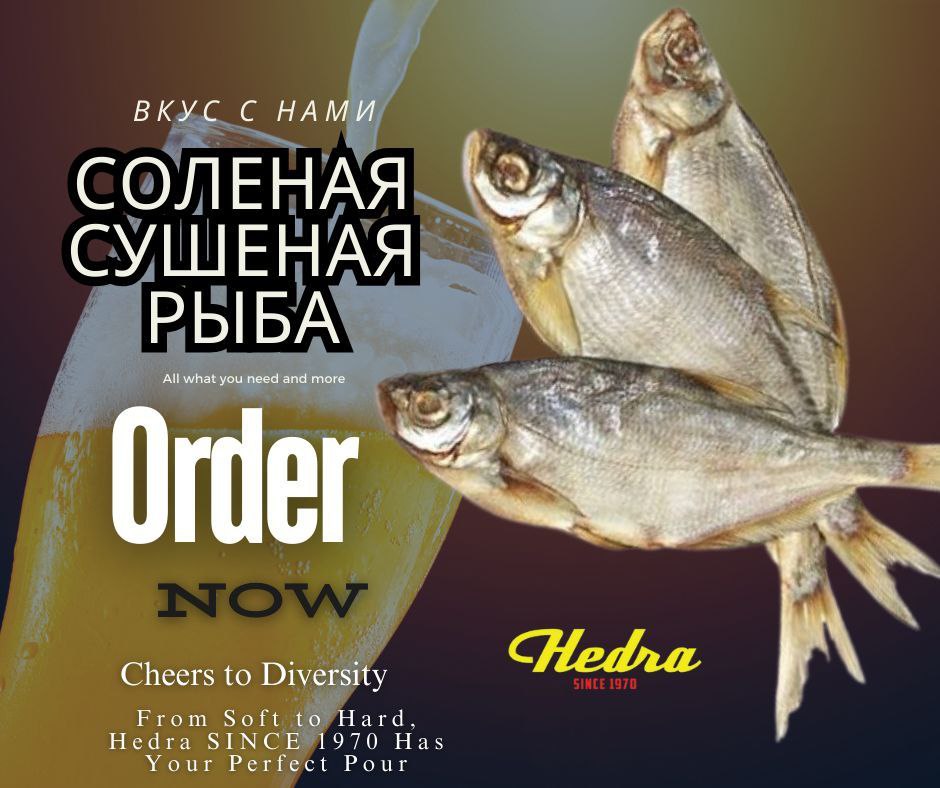 ВКУС С НАМИ
СОЛЕНАЯ
СУШЕНАЯ
РЫБА
All what you need and more
Order
NOW
Cheers to Diversity
From Soft to Hard,
Hedra SINCE 1970 Has
Your Perfect Pour
Hedra
SINCE 1970